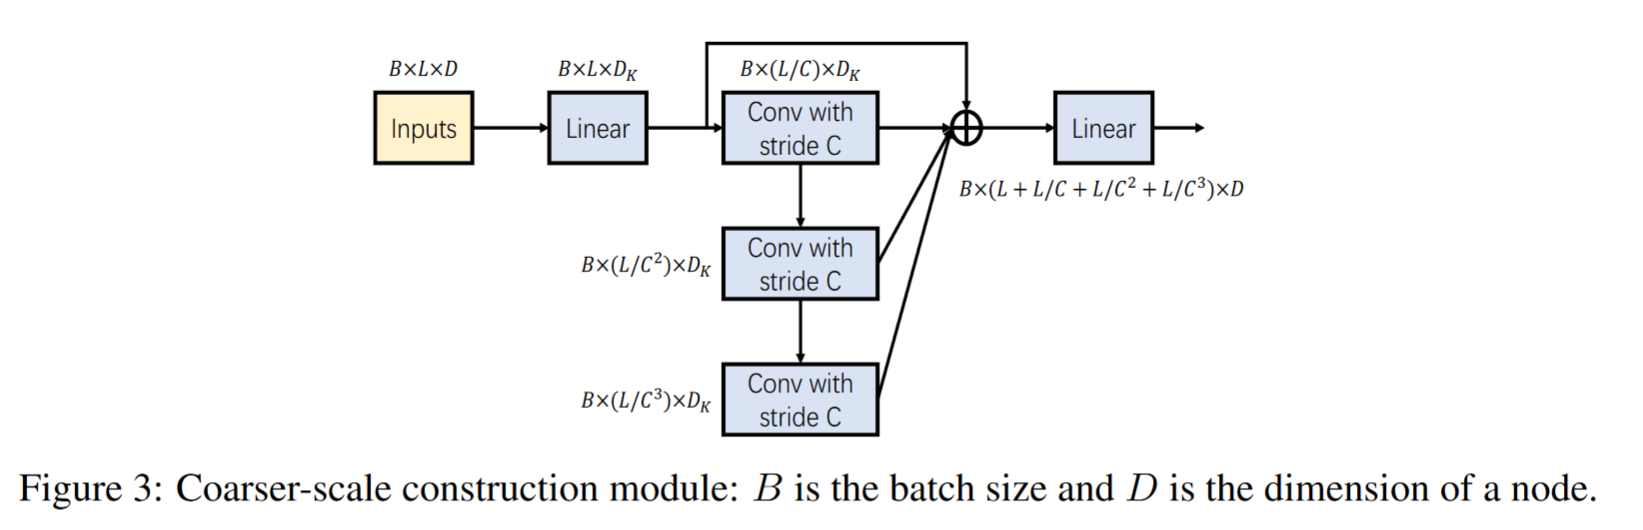 B×L×D
B×L×D_K
B×(L/C)×D_K
Inputs
Linear
Conv with
stride C
Linear
B×(L + L/C + L/C² + L/C³)×D
B×(L/C²)×D_K
Conv with
stride C
B×(L/C³)×D_K
Conv with
stride C
Figure 3: Coarser-scale construction module: B is the batch size and D is the dimension of a node.